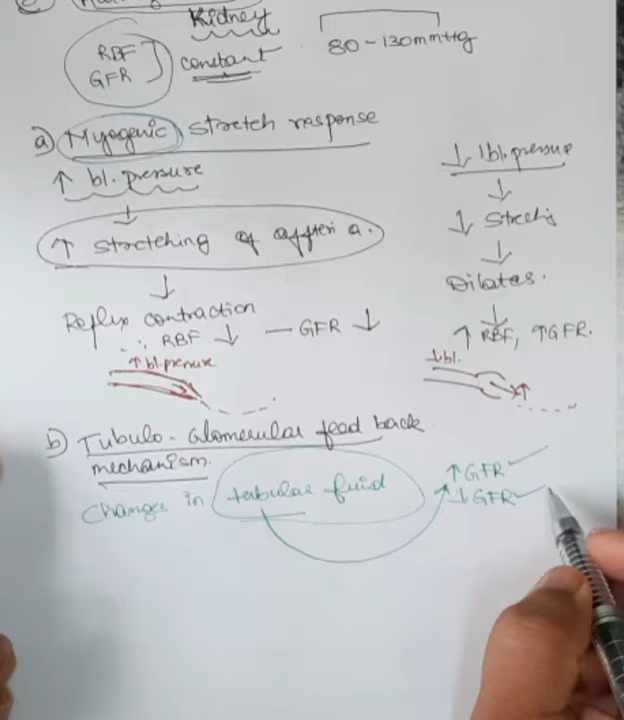 Kidney
RBF
GFR
constant
80-130mmHg
a) Myogenic stretch response
↑ bl. pressure
↓
↑ stretching of affren a.
↓
Reflex contraction
∴ RBF ↓ — GFR ↓
↑ bl. pressure
↓ bl. pressure
↓
↓ Stretch
↓
Dilates.
↓
↑ RBF, ↑GFR.
↓bl.
b) Tubulo-Glomerular feed back
mechanism.
changes in tubular fluid
↑GFR
↓GFR